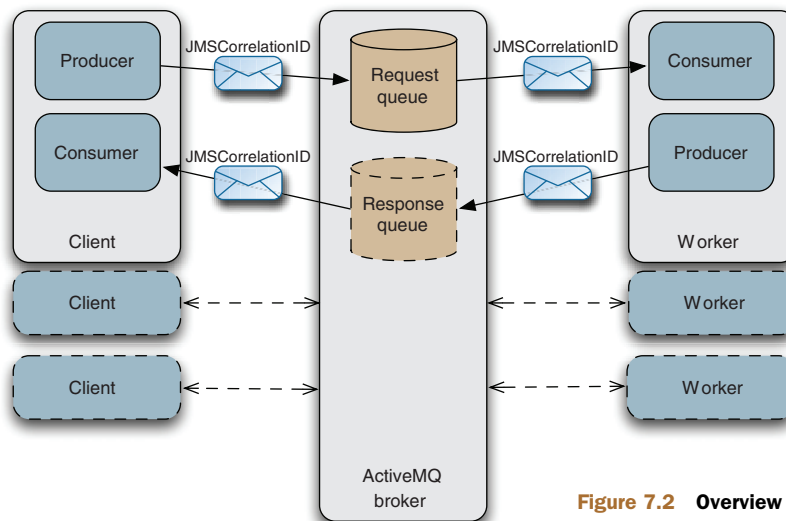 JMSCorrelationID
JMSCorrelationID
Producer
Request
queue
Consumer
Consumer
JMSCorrelationID
JMSCorrelationID
Producer
Response
queue
Client
Worker
Client
Worker
Client
Worker
ActiveMQ
broker
Figure 7.2 Overview